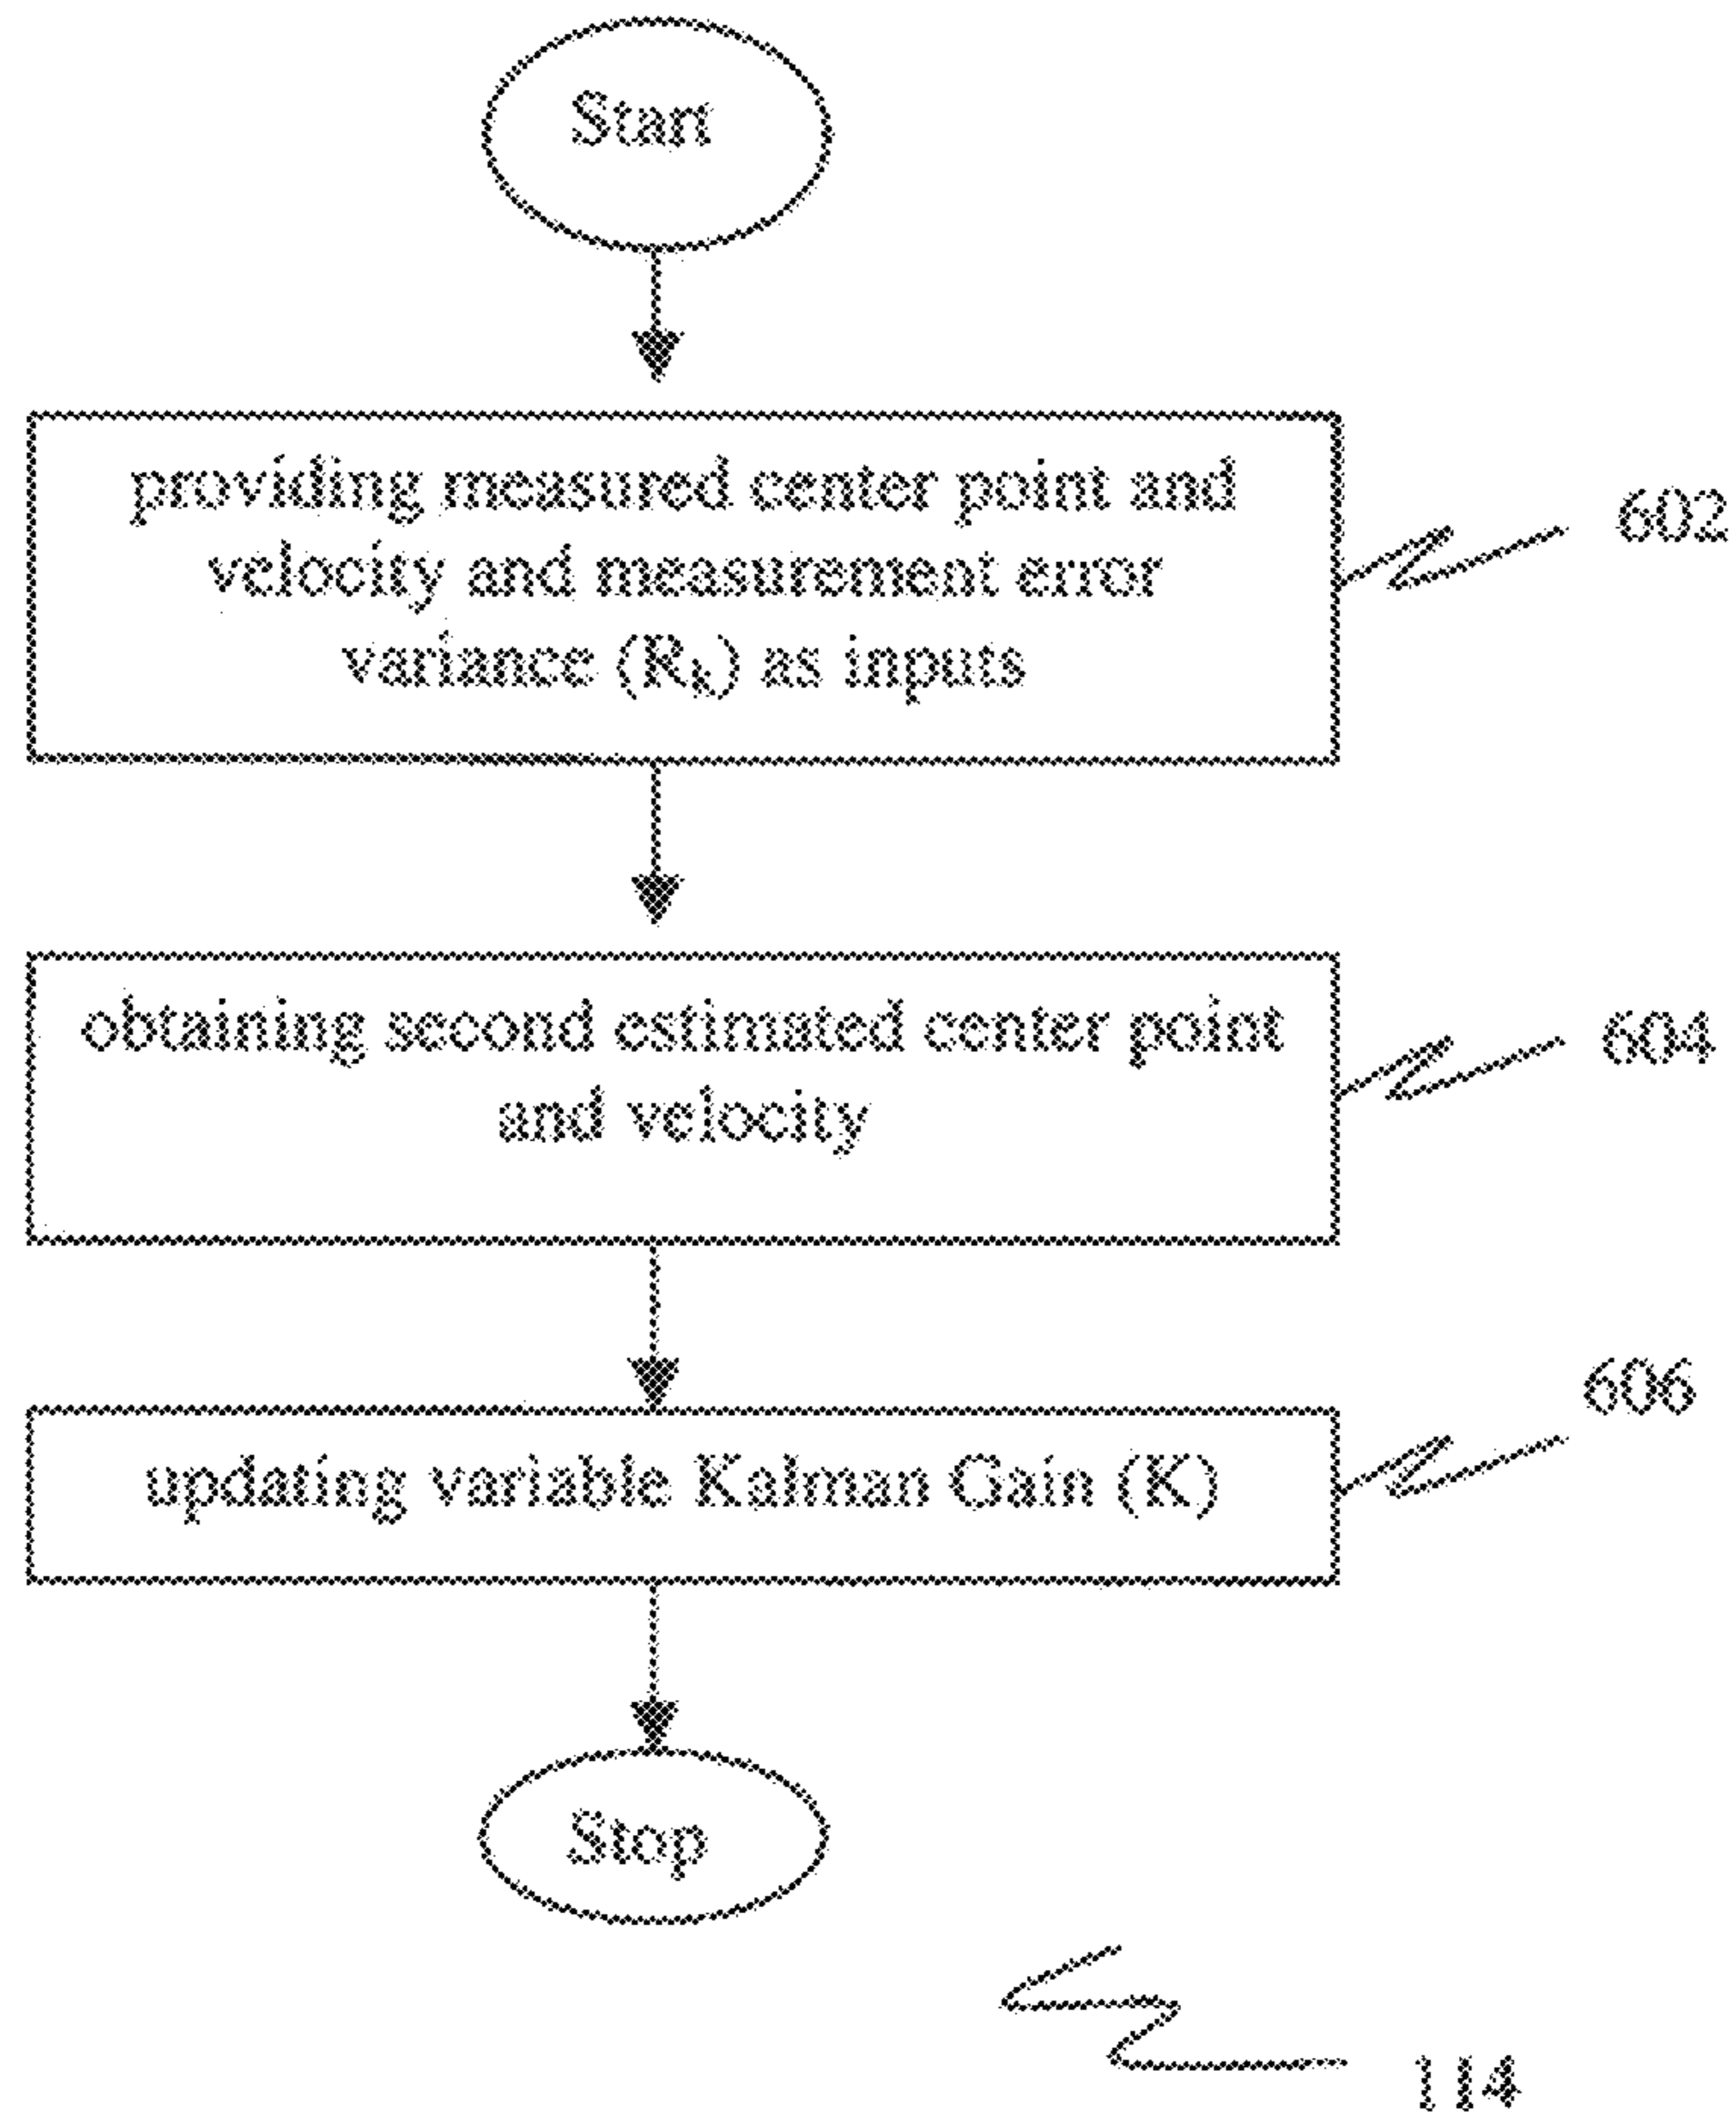 Start
providing measured center point and
velocity and measurement error
variance (Rk) as inputs
602
obtaining second estimated center point
and velocity
604
updating variable Kalman Gain (K)
606
Stop
114